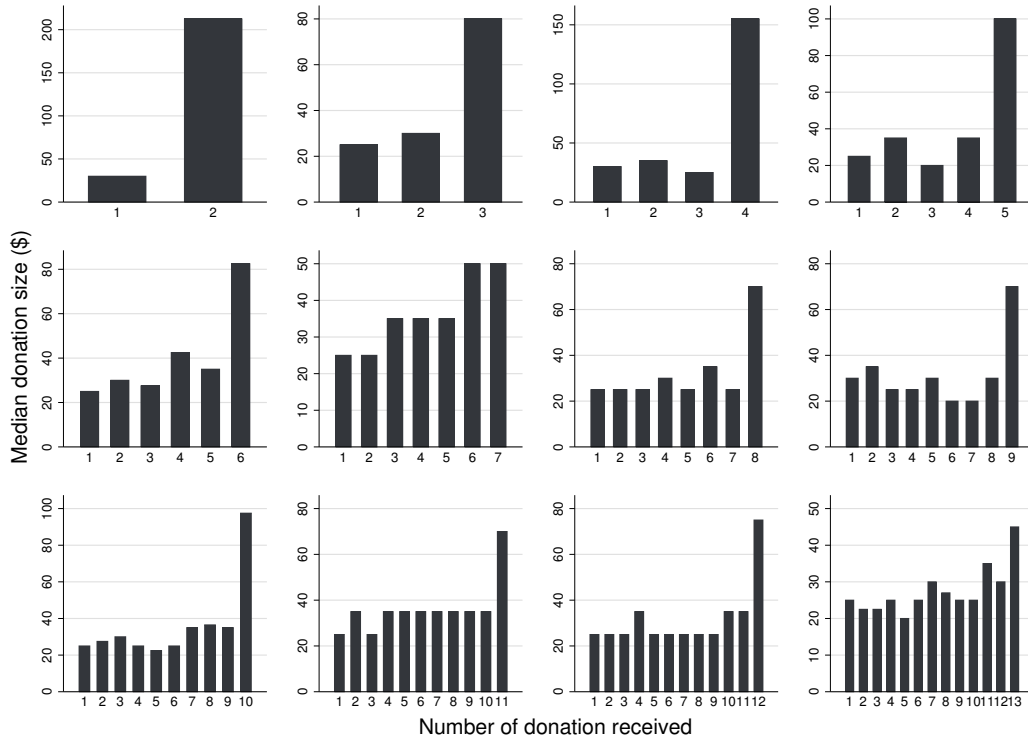 Median donation size ($)
0 50 100 150 200
1 2
0 20 40 60 80
1 2 3
0 50 100 150
1 2 3 4
0 20 40 60 80 100
1 2 3 4 5
0 20 40 60 80
1 2 3 4 5 6
0 10 20 30 40 50
1 2 3 4 5 6 7
0 20 40 60 80
1 2 3 4 5 6 7 8
0 20 40 60 80
1 2 3 4 5 6 7 8 9
0 20 40 60 80 100
1 2 3 4 5 6 7 8 9 10
0 20 40 60 80
1 2 3 4 5 6 7 8 9 10 11
0 20 40 60 80
1 2 3 4 5 6 7 8 9 10 11 12
0 10 20 30 40 50
1 2 3 4 5 6 7 8 9 10 11 12 13
Number of donation received